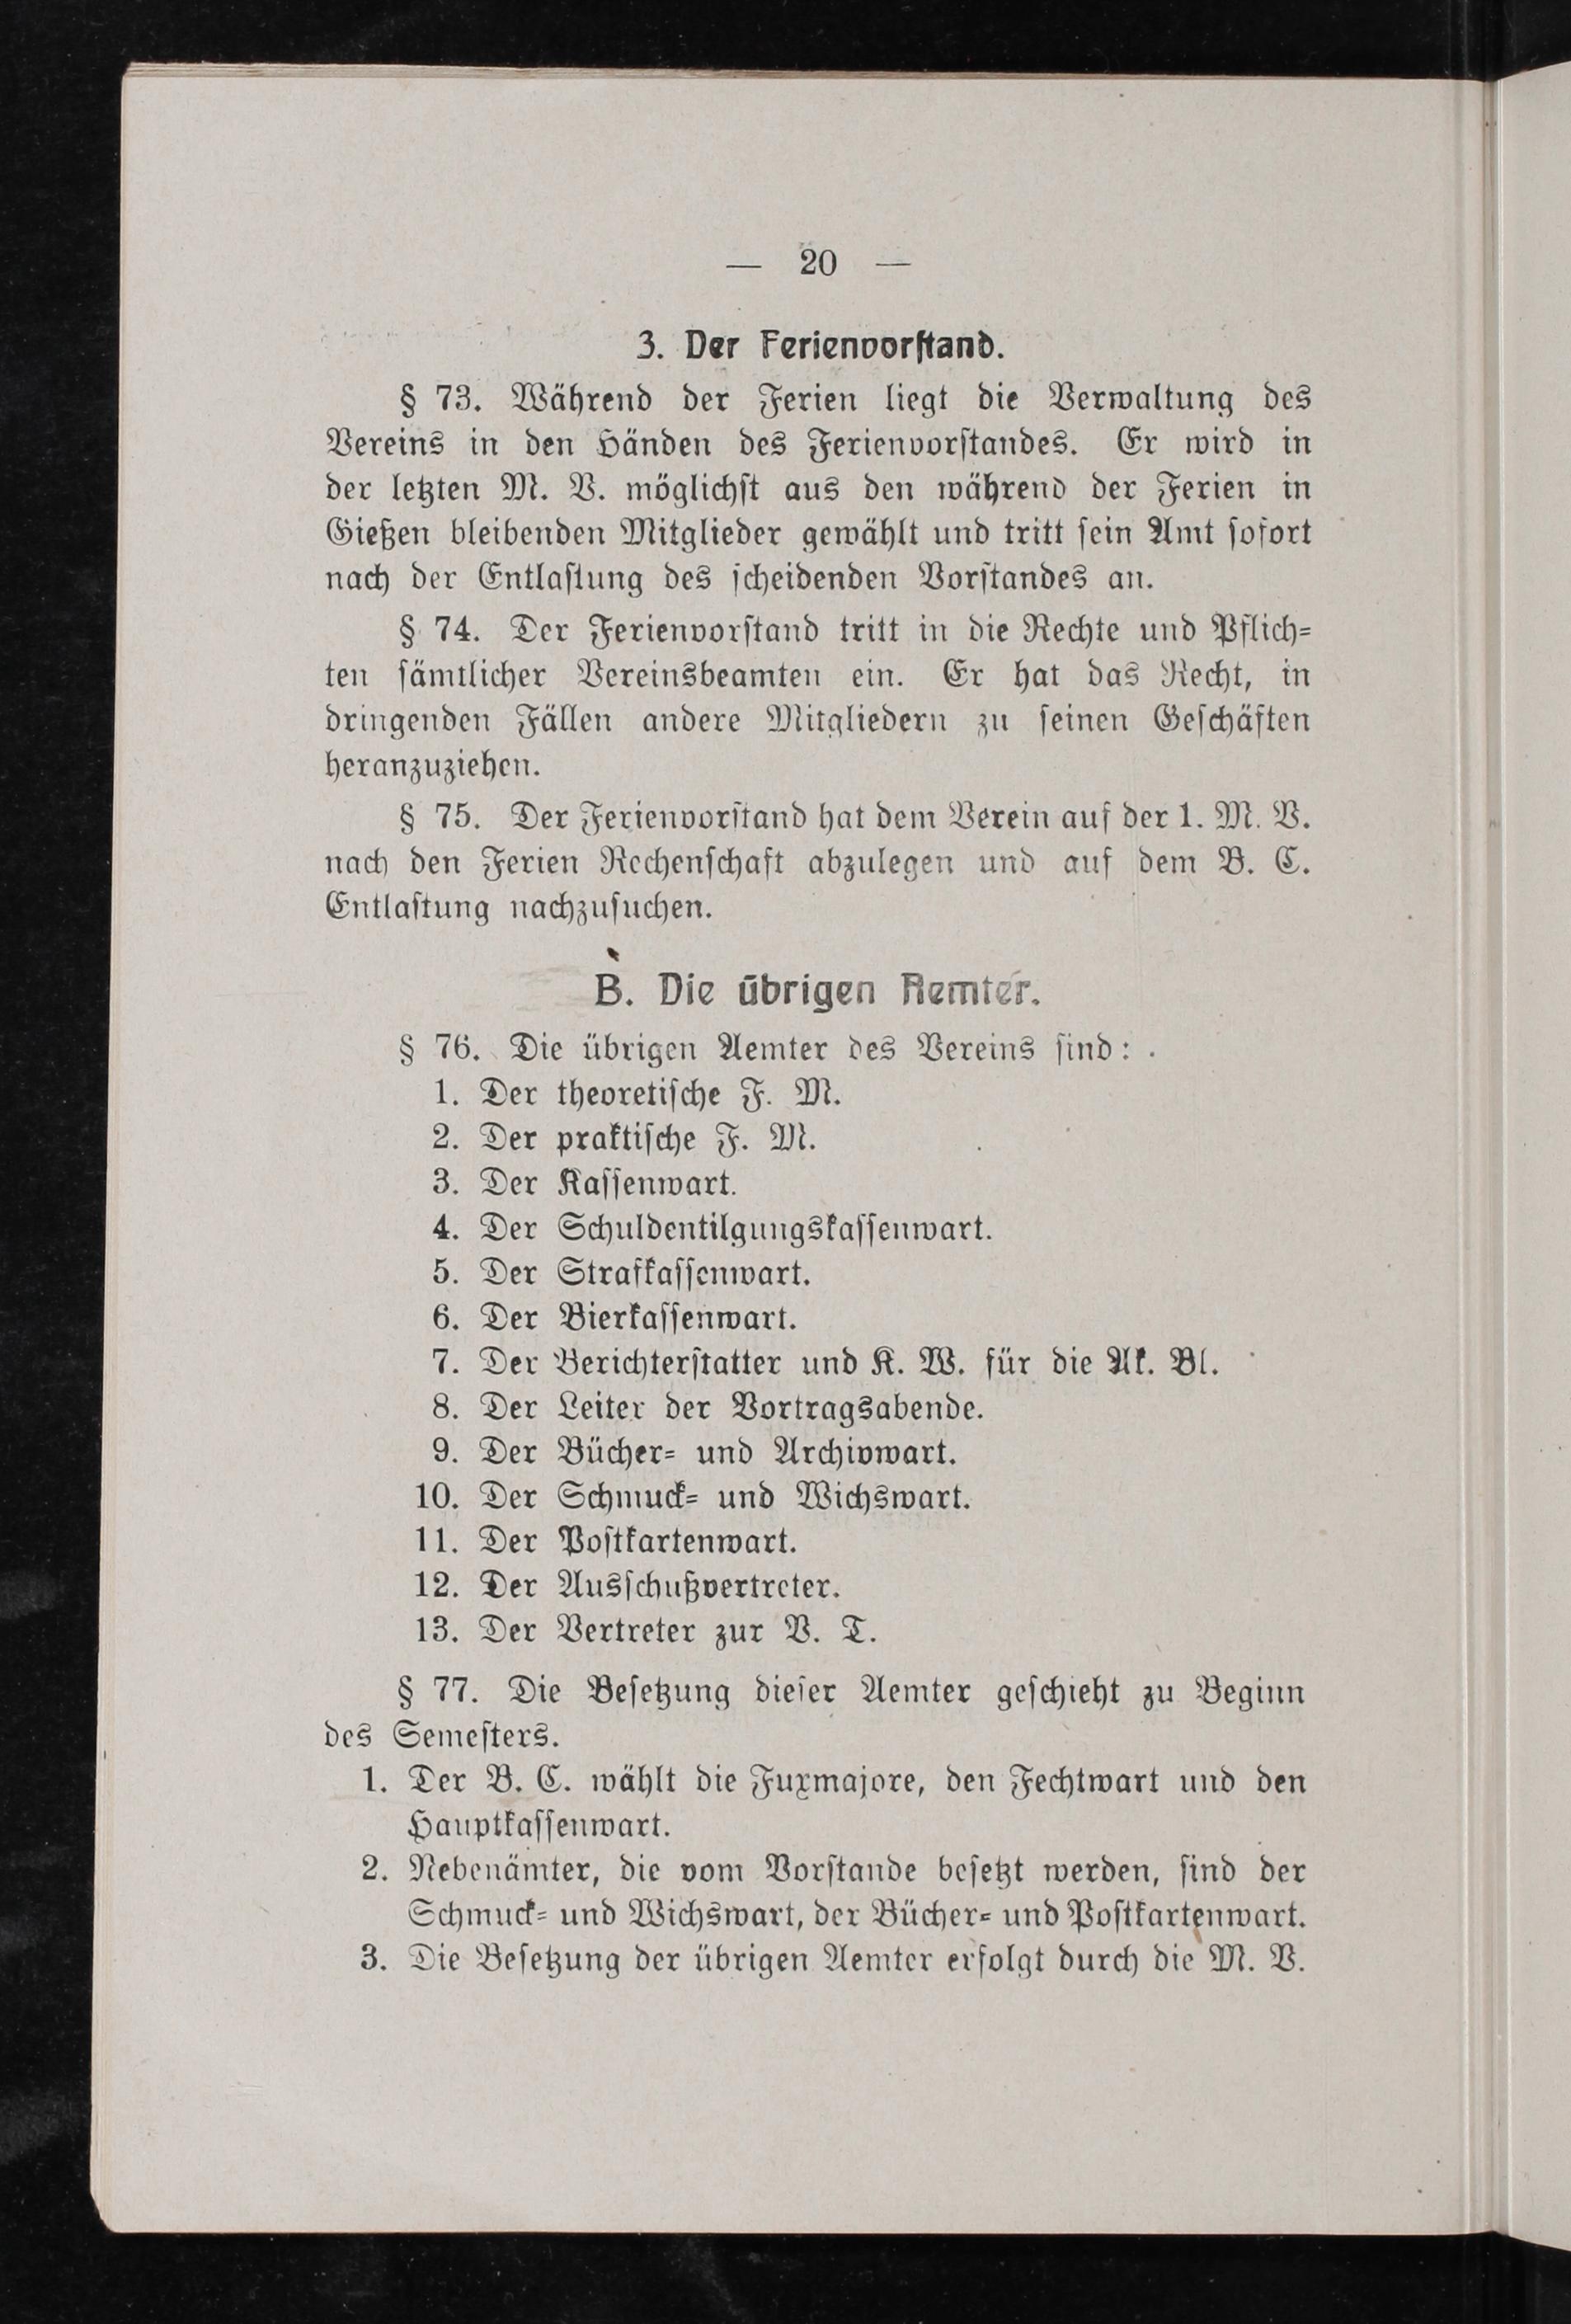 — 20 —
3. Der Ferienvorstand.
§ 73. Während der Ferien liegt die Verwaltung des
Vereins in den Händen des Ferienvorstandes. Er wird in
der letzten M. V. möglichst aus den während der Ferien in
Gießen bleibenden Mitglieder gewählt und tritt sein Amt sofort
nach der Entlastung des scheidenden Vorstandes an.
§ 74. Der Ferienvorstand tritt in die Rechte und Pflich-
ten sämtlicher Vereinsbeamten ein. Er hat das Recht, in
dringenden Fällen andere Mitgliedern zu seinen Geschäften
heranzuziehen.
§ 75. Der Ferienvorstand hat dem Verein auf der 1. M. V.
nach den Ferien Rechenschaft abzulegen und auf dem B. C.
Entlastung nachzusuchen.
B. Die übrigen Aemter.
§ 76. Die übrigen Aemter des Vereins sind:
1. Der theoretische F. M.
2. Der praktische F. M.
3. Der Kassenwart.
4. Der Schuldentilgungskassenwart.
5. Der Strafkassenwart.
6. Der Bierkassenwart.
7. Der Berichterstatter und K. W. für die Ak. Bl.
8. Der Leiter der Vortragsabende.
9. Der Bücher- und Archivwart.
10. Der Schmuck- und Wichswart.
11. Der Postkartenwart.
12. Der Ausschußvertreter.
13. Der Vertreter zur V. T.
§ 77. Die Besetzung dieser Aemter geschieht zu Beginn
des Semesters.
1. Der B. C. wählt die Fuxmajore, den Fechtwart und den
Hauptkassenwart.
2. Nebenämter, die vom Vorstande besetzt werden, sind der
Schmuck- und Wichswart, der Bücher- und Postkartenwart.
3. Die Besetzung der übrigen Aemter erfolgt durch die M. V.